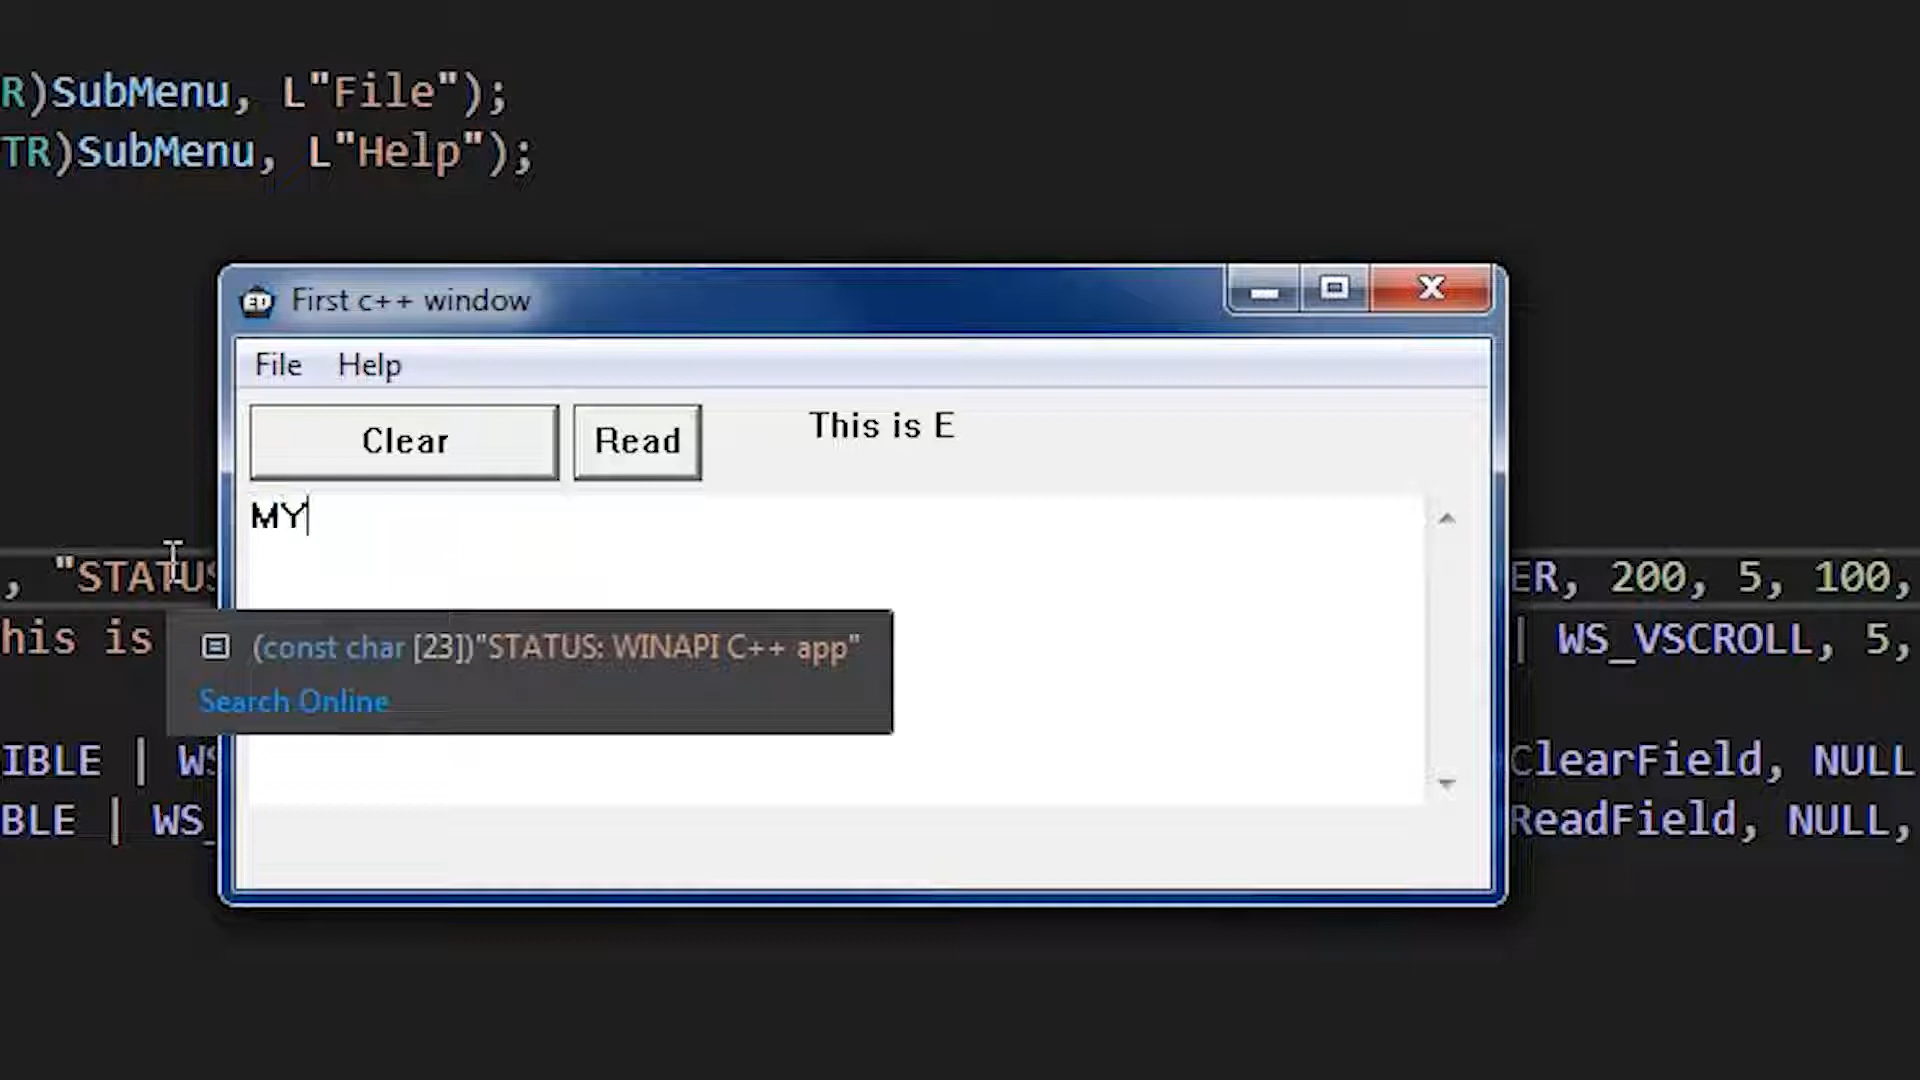 R)SubMenu, L"File");
TR)SubMenu, L"Help");
ED First c++ window
File Help
Clear Read This is E
MY
, "STATUS ER, 200, 5, 100,
his is | WS_VSCROLL, 5,
(const char [23])"STATUS: WINAPI C++ app"
Search Online
IBLE | WS ClearField, NULL
BLE | WS_ ReadField, NULL,